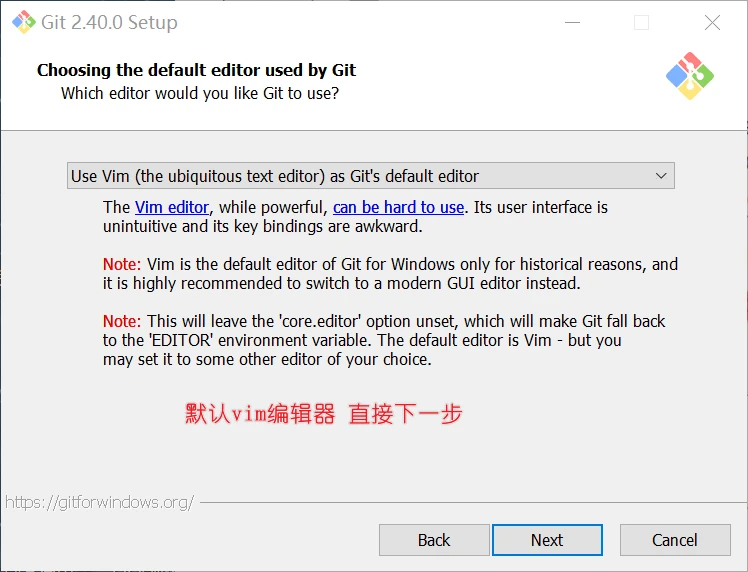 Git 2.40.0 Setup
Choosing the default editor used by Git
Which editor would you like Git to use?
Use Vim (the ubiquitous text editor) as Git's default editor
The Vim editor, while powerful, can be hard to use. Its user interface is
unintuitive and its key bindings are awkward.
Note: Vim is the default editor of Git for Windows only for historical reasons, and
it is highly recommended to switch to a modern GUI editor instead.
Note: This will leave the 'core.editor' option unset, which will make Git fall back
to the 'EDITOR' environment variable. The default editor is Vim - but you
may set it to some other editor of your choice.
默认vim编辑器 直接下一步
https://gitforwindows.org/
Back Next Cancel